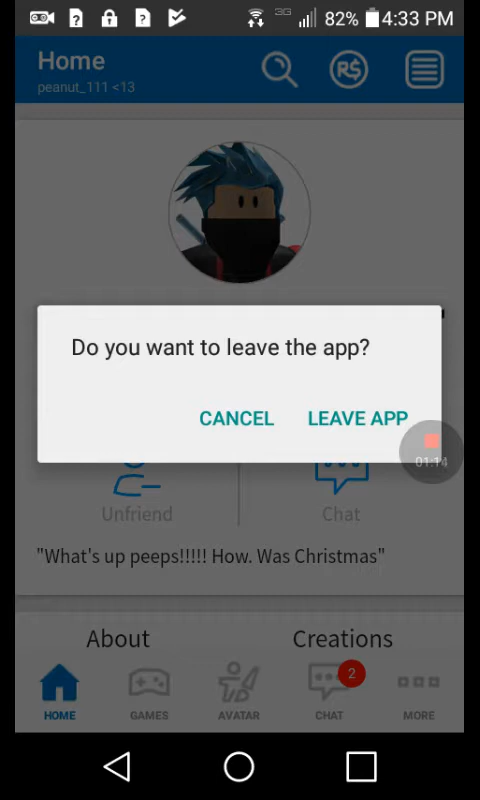 3G 82% 4:33 PM
Home
R$
peanut_111 <13
Do you want to leave the app?
CANCEL LEAVE APP
01:14
Unfriend Chat
"What's up peeps!!!!! How. Was Christmas"
About Creations
2
HOME GAMES AVATAR CHAT MORE